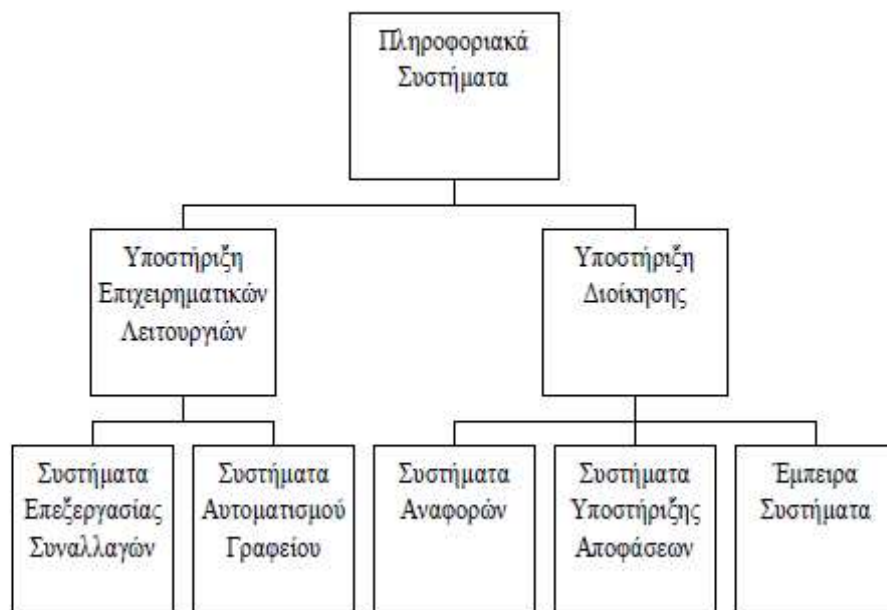 Πληροφοριακά
Συστήματα
Υποστήριξη
Επιχειρηματικών
Λειτουργιών
Υποστήριξη
Διοίκησης
Συστήματα
Επεξεργασίας
Συναλλαγών
Συστήματα
Αυτοματισμού
Γραφείου
Συστήματα
Αναφορών
Συστήματα
Υποστήριξης
Αποφάσεων
Έμπειρα
Συστήματα